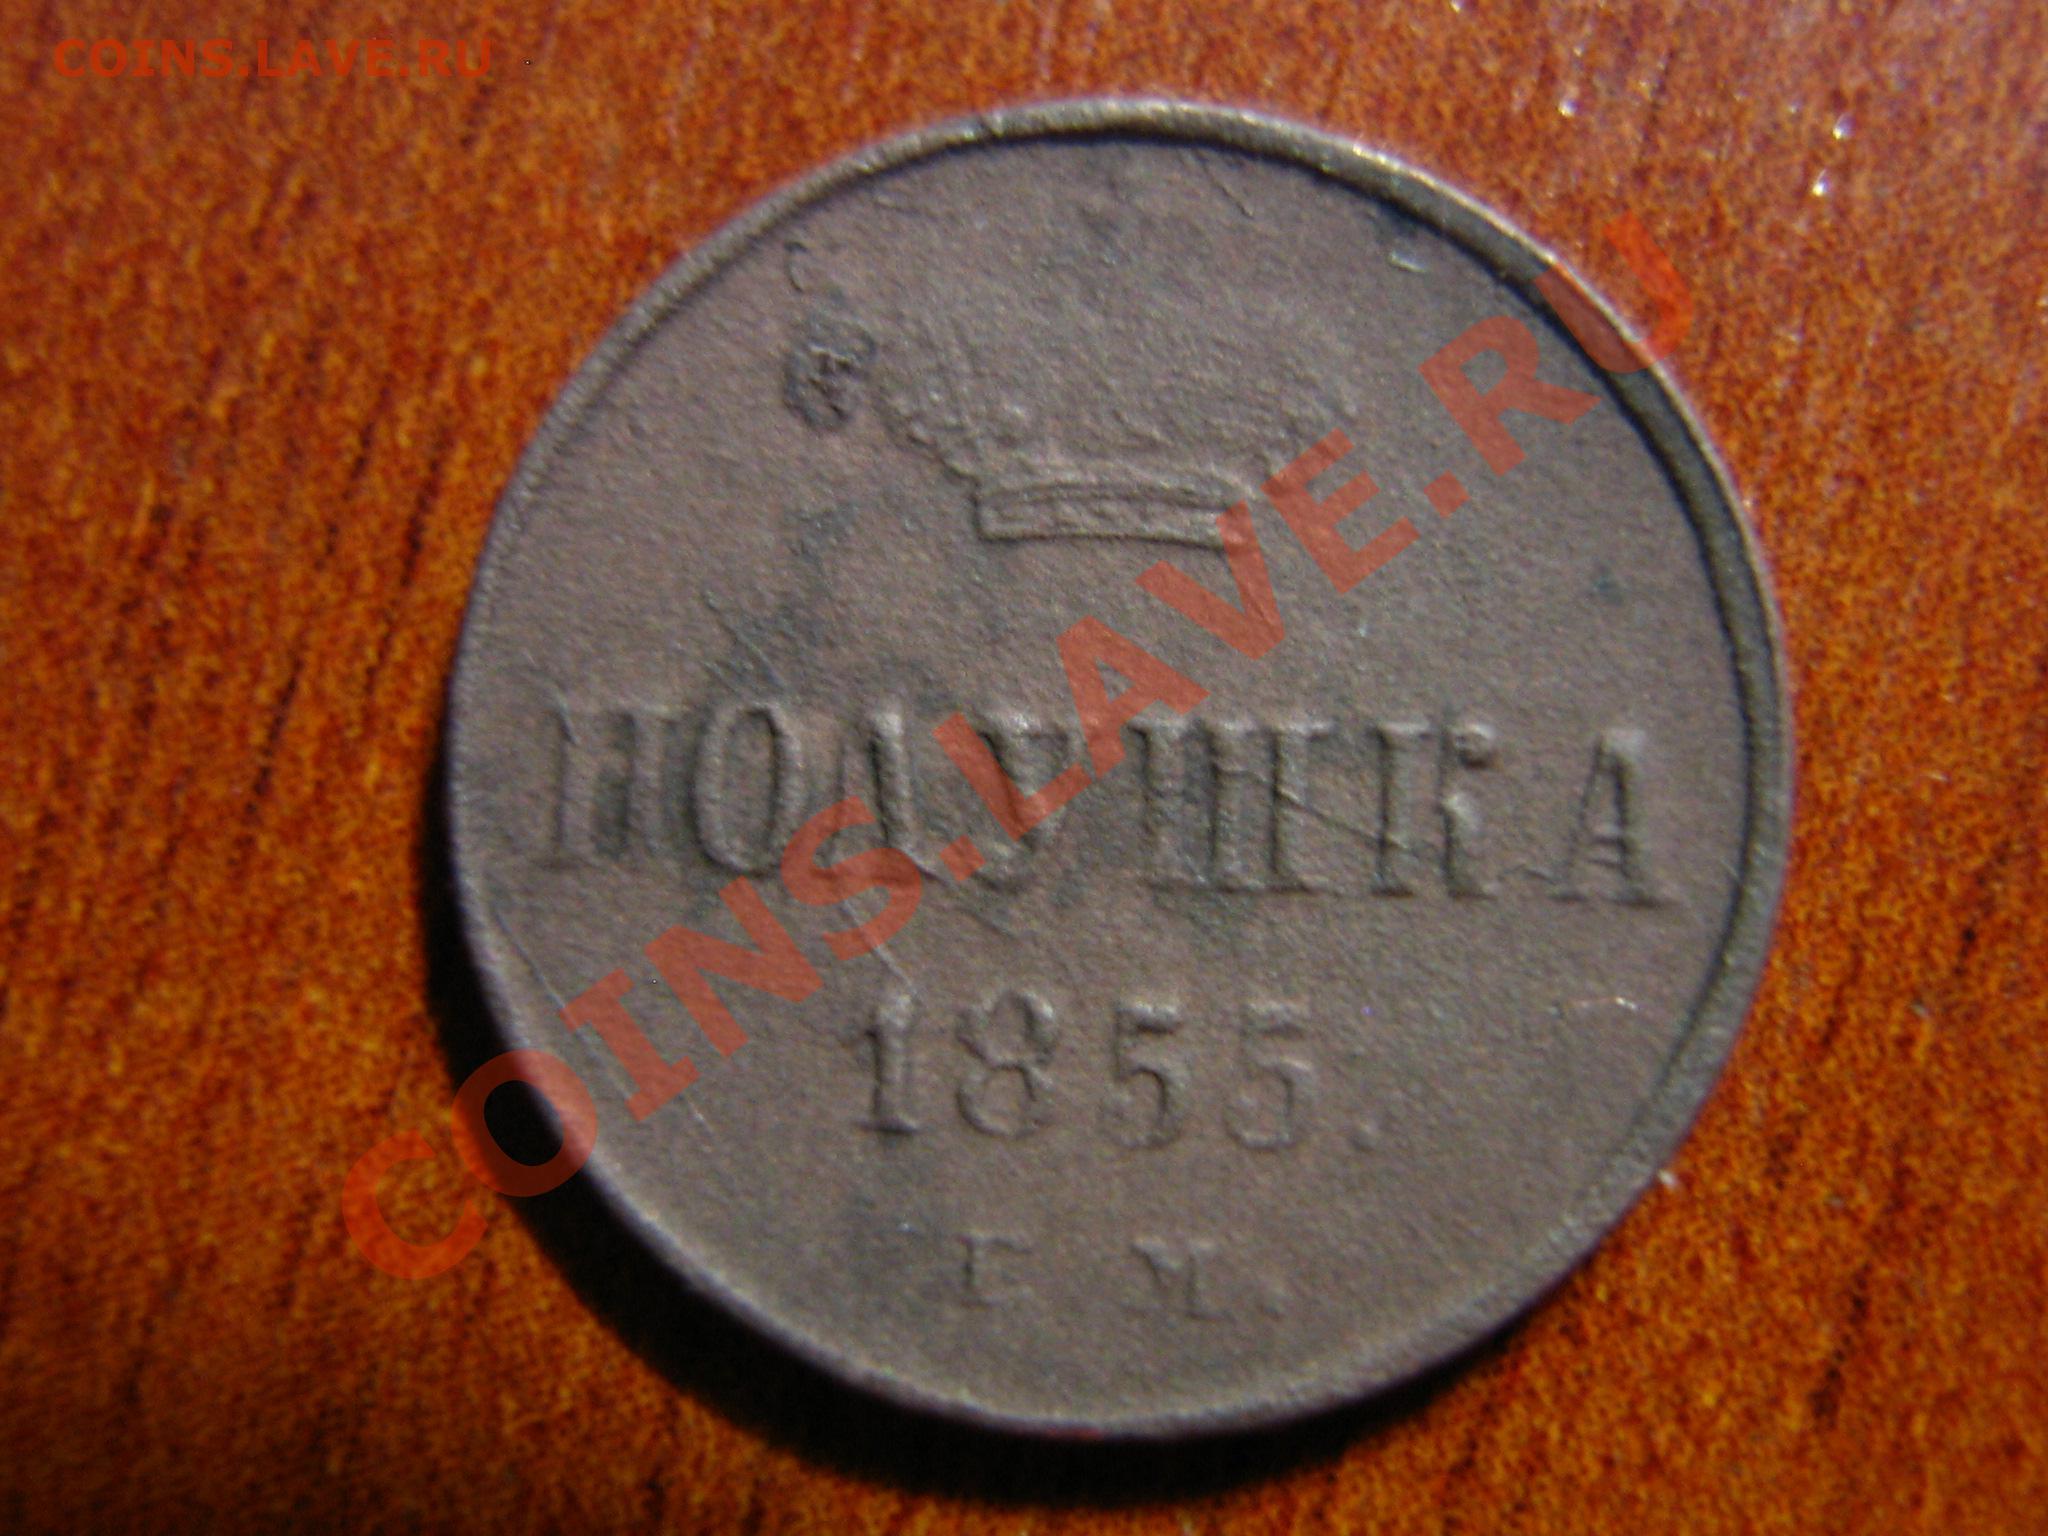 COINS.LAVE.RU
ПОЛУШКА
1855.
Е М.
COINS.LAVE.RU